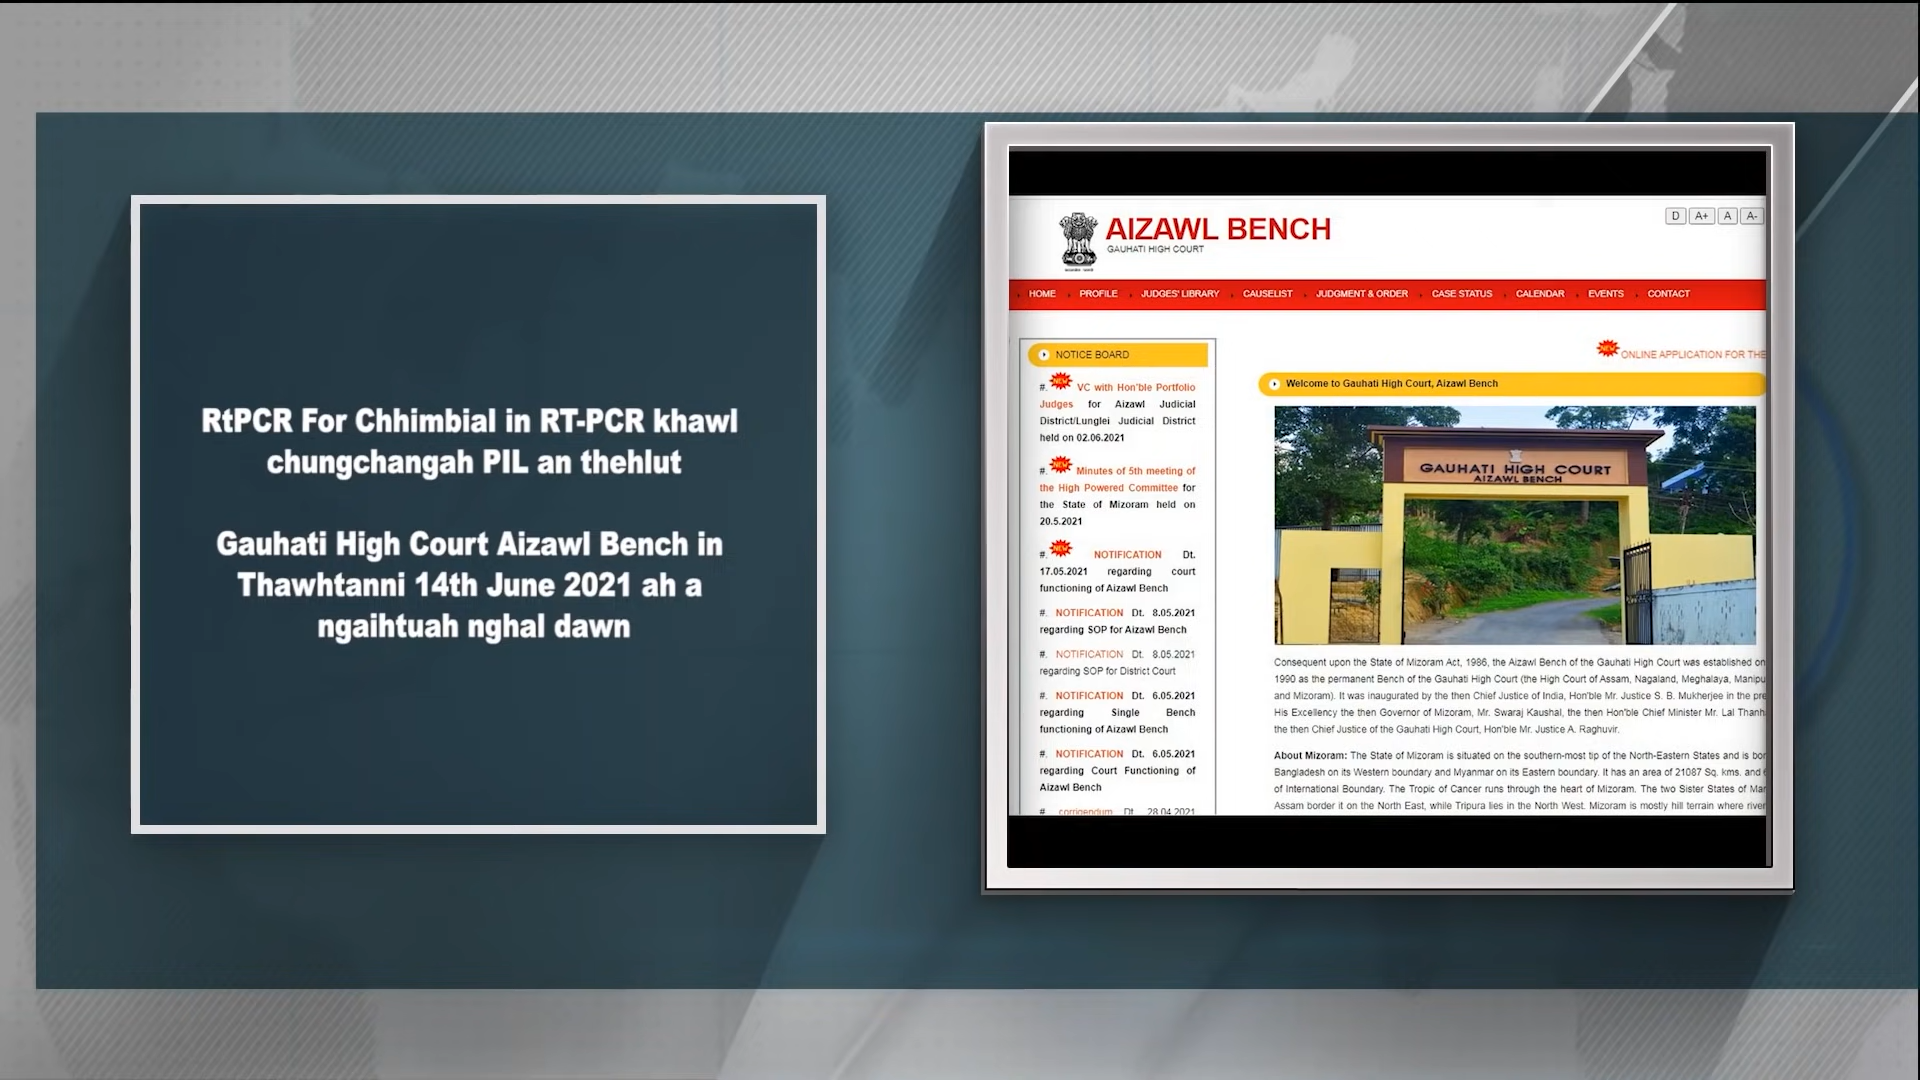 RtPCR For Chhimbial in RT-PCR khawl
chungchangah PIL an thehlut
Gauhati High Court Aizawl Bench in
Thawhtanni 14th June 2021 ah a
ngaihtuah nghal dawn
AIZAWL BENCH
GAUHATI HIGH COURT
D A+ A A-
HOME PROFILE JUDGES' LIBRARY CAUSELIST JUDGMENT & ORDER CASE STATUS CALENDAR EVENTS CONTACT
NOTICE BOARD
#. NEW VC with Hon'ble Portfolio
Judges for Aizawl Judicial
District/Lunglei Judicial District
held on 02.06.2021
#. NEW Minutes of 5th meeting of
the High Powered Committee for
the State of Mizoram held on
20.5.2021
#. NEW NOTIFICATION Dt.
17.05.2021 regarding court
functioning of Aizawl Bench
#. NOTIFICATION Dt. 8.05.2021
regarding SOP for Aizawl Bench
#. NOTIFICATION Dt. 8.05.2021
regarding SOP for District Court
#. NOTIFICATION Dt. 6.05.2021
regarding Single Bench
functioning of Aizawl Bench
#. NOTIFICATION Dt. 6.05.2021
regarding Court Functioning of
Aizawl Bench
#. corrigendum Dt. 28.04.2021
NEW ONLINE APPLICATION FOR THE
Welcome to Gauhati High Court, Aizawl Bench
GAUHATI HIGH COURT
AIZAWL BENCH
Consequent upon the State of Mizoram Act, 1986, the Aizawl Bench of the Gauhati High Court was established on
1990 as the permanent Bench of the Gauhati High Court (the High Court of Assam, Nagaland, Meghalaya, Manipu
and Mizoram). It was inaugurated by the then Chief Justice of India, Hon'ble Mr. Justice S. B. Mukherjee in the pre
His Excellency the then Governor of Mizoram, Mr. Swaraj Kaushal, the then Hon'ble Chief Minister Mr. Lal Thanh
the then Chief Justice of the Gauhati High Court, Hon'ble Mr. Justice A. Raghuvir.
About Mizoram: The State of Mizoram is situated on the southern-most tip of the North-Eastern States and is bor
Bangladesh on its Western boundary and Myanmar on its Eastern boundary. It has an area of 21087 Sq. kms. and
of International Boundary. The Tropic of Cancer runs through the heart of Mizoram. The two Sister States of Man
Assam border it on the North East, while Tripura lies in the North West. Mizoram is mostly hill terrain where river